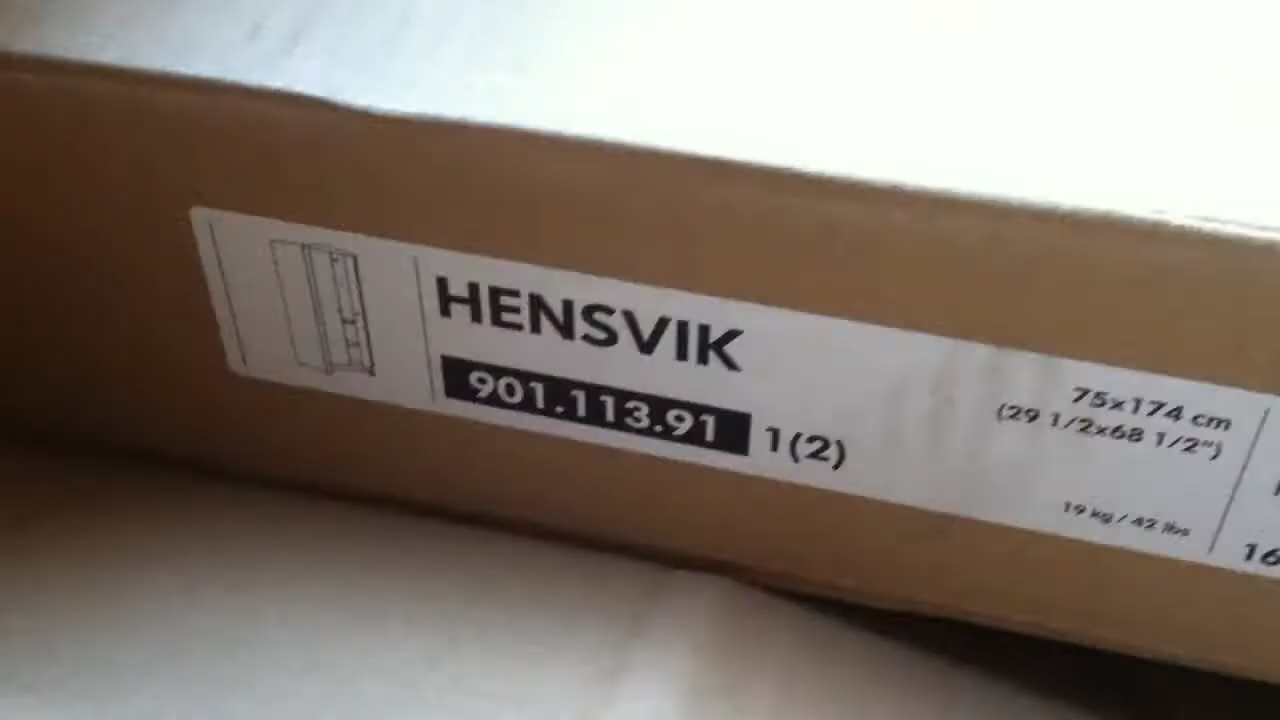 HENSVIK
901.113.91 1(2)
75x174 cm
(29 1/2x68 1/2")
19 kg / 42 lbs
16